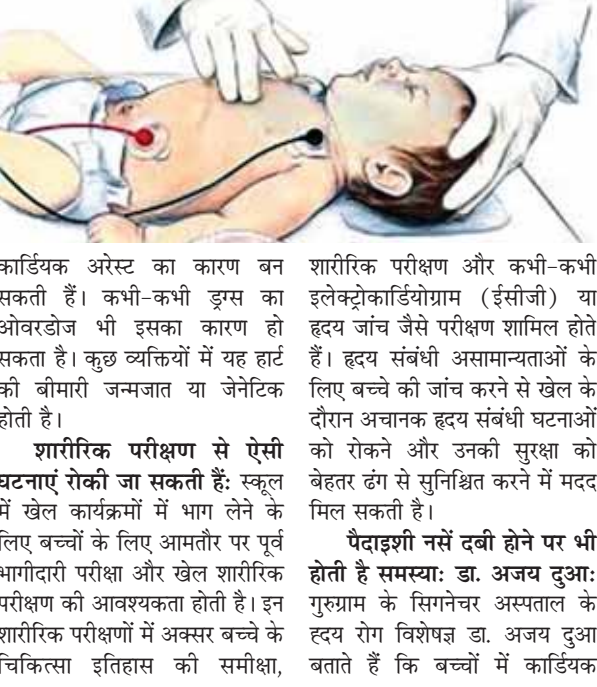 कार्डियक अरेस्ट का कारण बन
सकती हैं। कभी-कभी ड्रग्स का
ओवरडोज भी इसका कारण हो
सकता है। कुछ व्यक्तियों में यह हार्ट
की बीमारी जन्मजात या जेनेटिक
होती है।
शारीरिक परीक्षण से ऐसी
घटनाएं रोकी जा सकती हैं: स्कूल
में खेल कार्यक्रमों में भाग लेने के
लिए बच्चों के लिए आमतौर पर पूर्व
भागीदारी परीक्षा और खेल शारीरिक
परीक्षण की आवश्यकता होती है। इन
शारीरिक परीक्षणों में अक्सर बच्चे के
चिकित्सा इतिहास की समीक्षा,
शारीरिक परीक्षण और कभी-कभी
इलेक्ट्रोकार्डियोग्राम (ईसीजी) या
हृदय जांच जैसे परीक्षण शामिल होते
हैं। हृदय संबंधी असामान्यताओं के
लिए बच्चे की जांच करने से खेल के
दौरान अचानक हृदय संबंधी घटनाओं
को रोकने और उनकी सुरक्षा को
बेहतर ढंग से सुनिश्चित करने में मदद
मिल सकती है।
पैदाइशी नसें दबी होने पर भी
होती है समस्या: डा. अजय दुआ:
गुरुग्राम के सिगनेचर अस्पताल के
ह्दय रोग विशेषज्ञ डा. अजय दुआ
बताते हैं कि बच्चों में कार्डियक